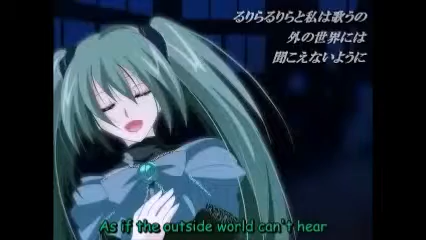 るりらるりらと私は歌うの
外の世界には
聞こえないように
As if the outside world can't hear